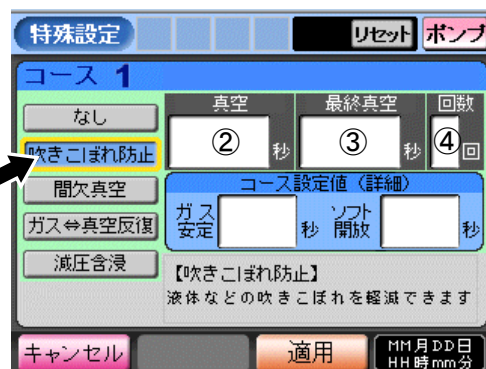 特殊設定
リセット
ポンプ
コース 1
なし
吹きこぼれ防止
間欠真空
ガス⇔真空反復
減圧含浸
真空
最終真空
回数
② 秒
③ 秒
④ 回
コース設定値（詳細）
ガス安定 秒
ソフト開放 秒
【吹きこぼれ防止】
液体などの吹きこぼれを軽減できます
キャンセル
適用
MM月DD日
HH時mm分